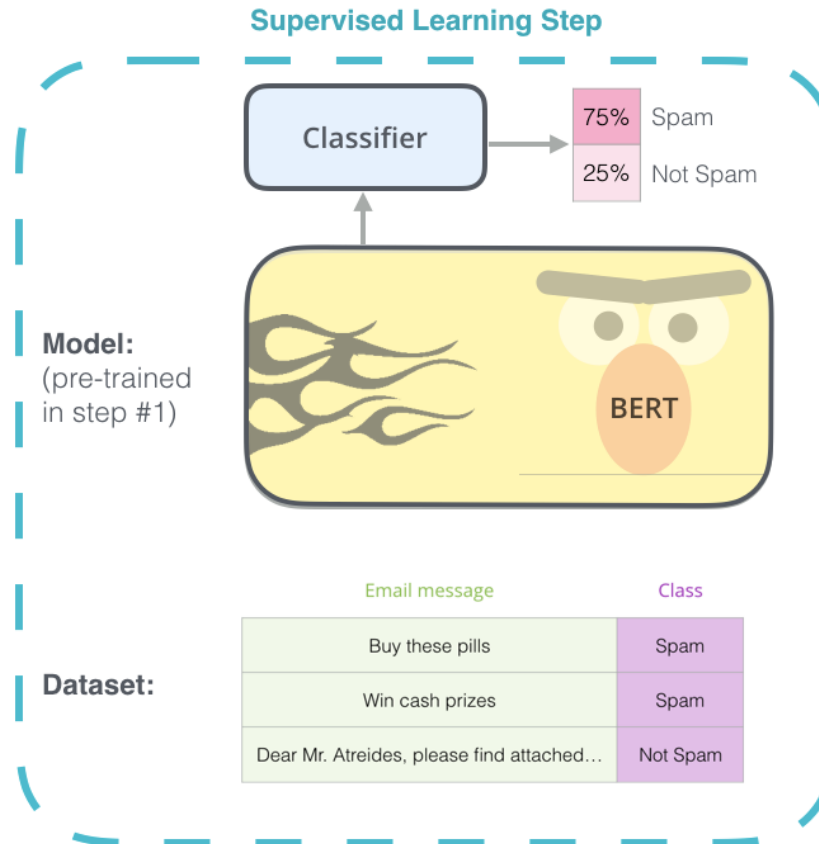 Supervised Learning Step
Classifier
75% Spam
25% Not Spam
Model:
(pre-trained
in step #1)
BERT
Email message Class
Dataset:
Buy these pills Spam
Win cash prizes Spam
Dear Mr. Atreides, please find attached… Not Spam